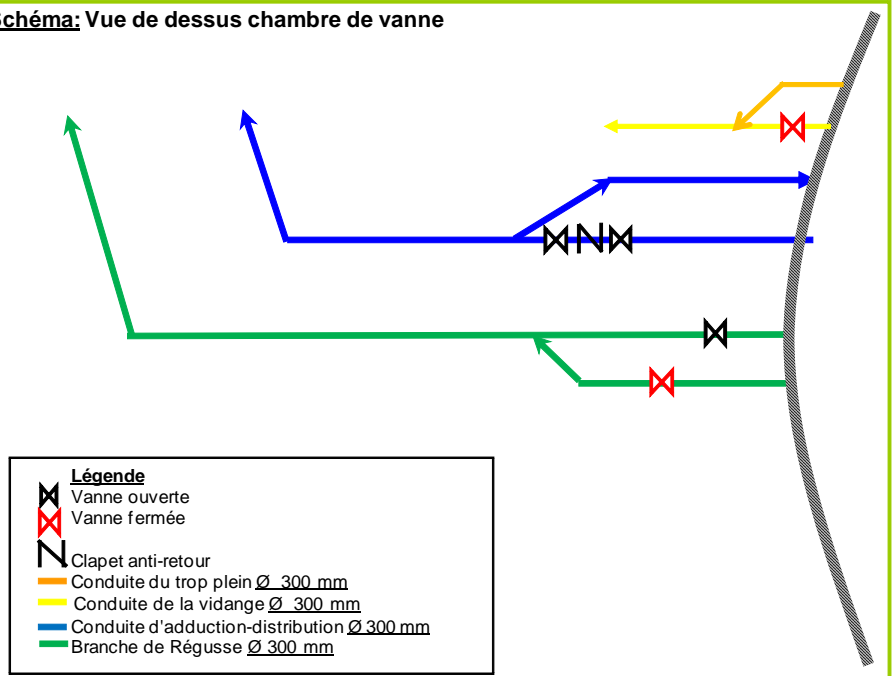 Schéma: Vue de dessus chambre de vanne
Légende
Vanne ouverte
Vanne fermée
Clapet anti-retour
Conduite du trop plein Ø 300 mm
Conduite de la vidange Ø 300 mm
Conduite d'adduction-distribution Ø 300 mm
Branche de Régusse Ø 300 mm